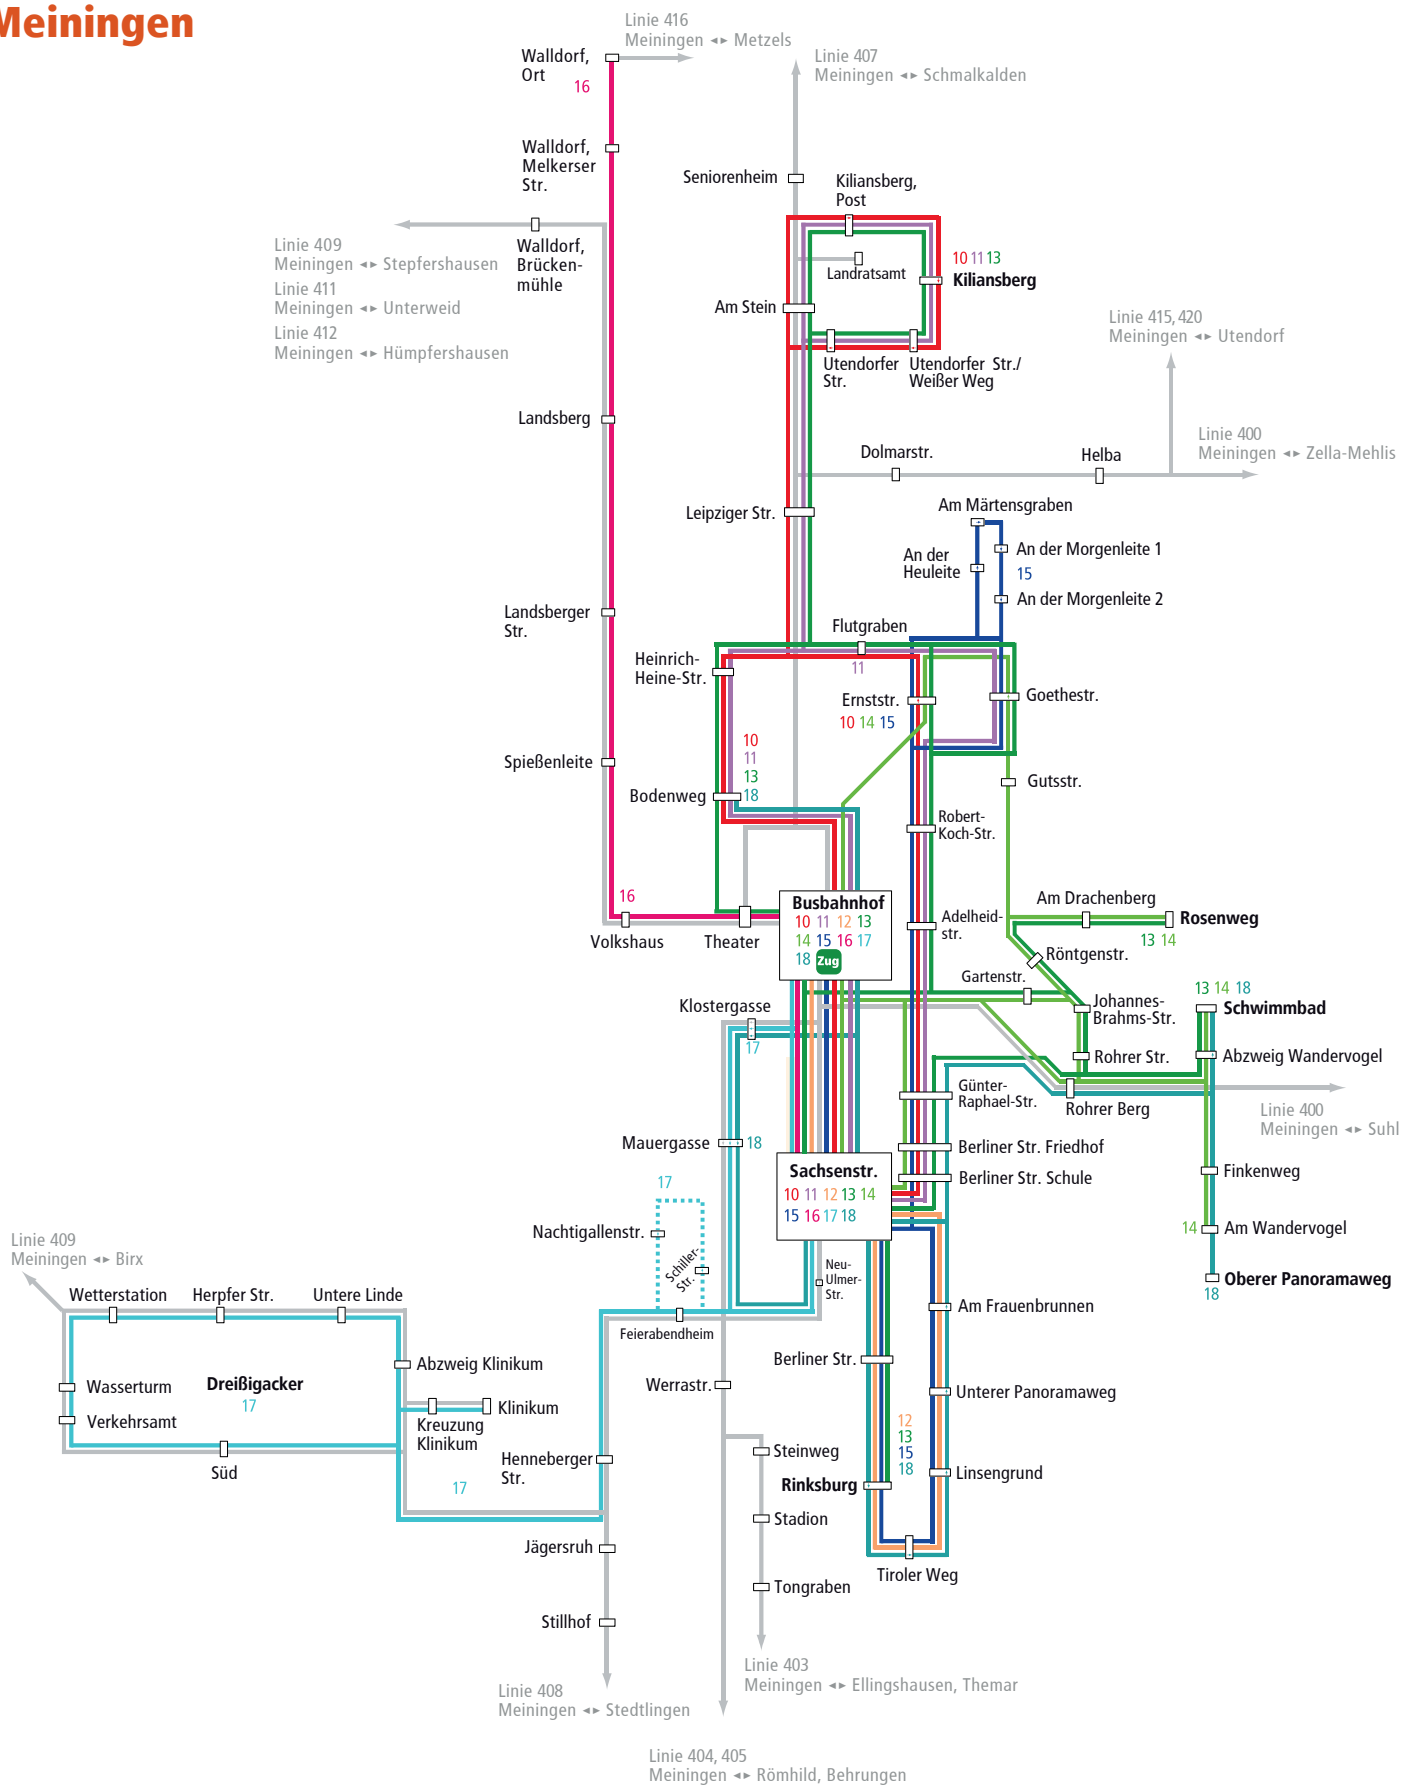 Meiningen
Linie 416
Meiningen ◂▸ Metzels
Linie 407
Meiningen ◂▸ Schmalkalden
Walldorf,
Ort
16
Walldorf,
Melkerser
Str.
Seniorenheim
Kiliansberg,
Post
Linie 409
Meiningen ◂▸ Stepfershausen
Linie 411
Meiningen ◂▸ Unterweid
Linie 412
Meiningen ◂▸ Hümpfershausen
Walldorf,
Brücken-
mühle
Landratsamt
10 11 13
Kiliansberg
Am Stein
Utendorfer
Str.
Utendorfer Str./
Weißer Weg
Linie 415, 420
Meiningen ◂▸ Utendorf
Landsberg
Dolmarstr.
Helba
Linie 400
Meiningen ◂▸ Zella-Mehlis
Leipziger Str.
Am Märtensgraben
An der
Heuleite
An der Morgenleite 1
15
An der Morgenleite 2
Landsberger
Str.
Flutgraben
11
Heinrich-
Heine-Str.
Ernststr.
10 14 15
Goethestr.
Spießenleite
10
11
13
18
Bodenweg
Gutsstr.
Robert-
Koch-Str.
16
Volkshaus
Theater
Busbahnhof
10 11 12 13
14 15 16 17
18 Zug
Adelheid-
str.
Am Drachenberg
Rosenweg
13 14
Röntgenstr.
Gartenstr.
Klostergasse
17
Johannes-
Brahms-Str.
13 14 18
Schwimmbad
Rohrer Str.
Abzweig Wandervogel
Günter-
Raphael-Str.
Rohrer Berg
Linie 400
Meiningen ◂▸ Suhl
Mauergasse
18
Berliner Str. Friedhof
Sachsenstr.
10 11 12 13 14
15 16 17 18
Berliner Str. Schule
Finkenweg
17
Nachtigallenstr.
Schiller-
Str.
14
Am Wandervogel
Linie 409
Meiningen ◂▸ Birx
Neu-
Ulmer-
Str.
Oberer Panoramaweg
18
Wetterstation
Herpfer Str.
Untere Linde
Feierabendheim
Am Frauenbrunnen
Abzweig Klinikum
Berliner Str.
Wasserturm
Dreißigacker
17
Werrastr.
Unterer Panoramaweg
Verkehrsamt
Klinikum
Kreuzung
Klinikum
12
13
15
18
Süd
Henneberger
Str.
Steinweg
Linsengrund
17
Rinksburg
Stadion
Jägersruh
Tiroler Weg
Tongraben
Stillhof
Linie 403
Meiningen ◂▸ Ellingshausen, Themar
Linie 408
Meiningen ◂▸ Stedtlingen
Linie 404, 405
Meiningen ◂▸ Römhild, Behrungen